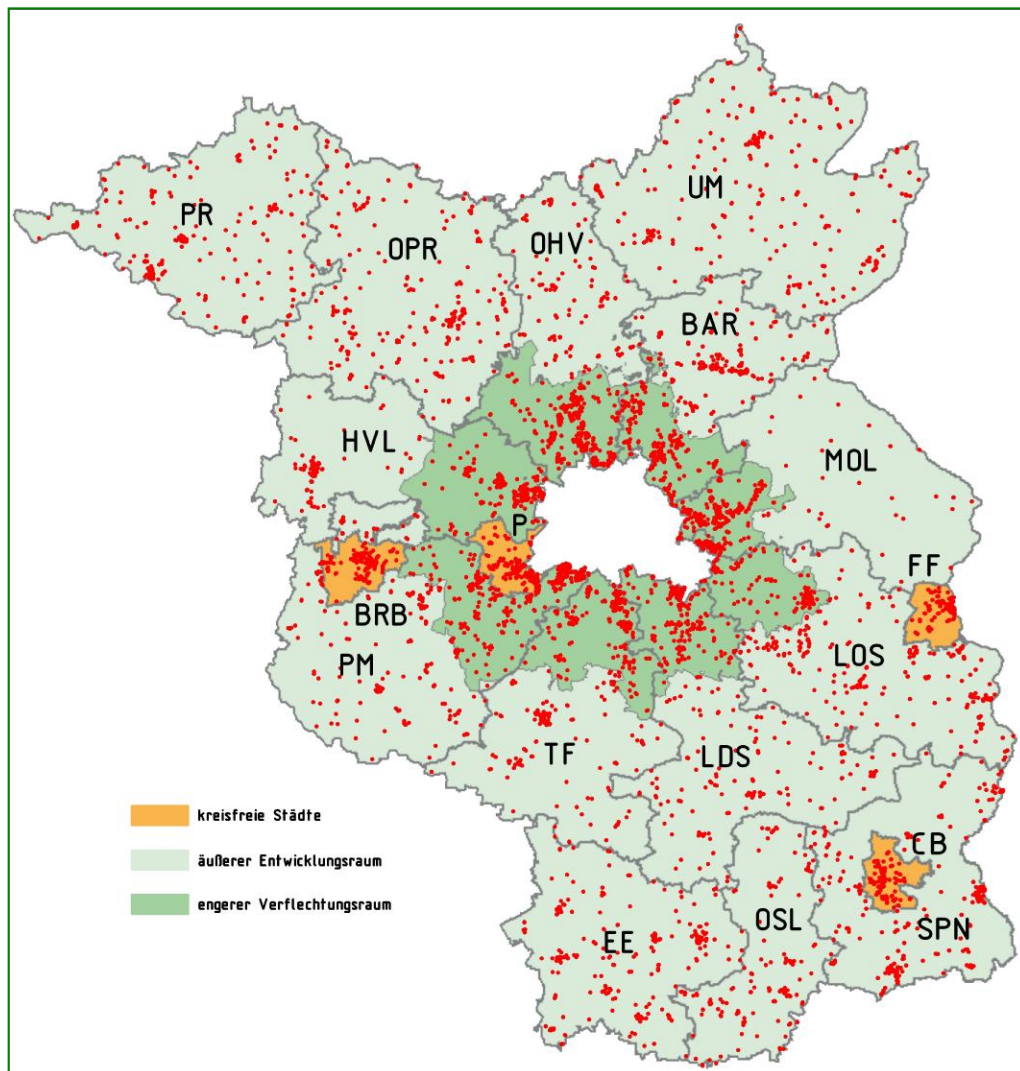 PR
UM
OPR
OHV
BAR
HVL
MOL
P
FF
BRB
PM
LOS
TF
LDS
kreisfreie Städte
äußerer Entwicklungsraum
CB
engerer Verflechtungsraum
OSL
SPN
EE